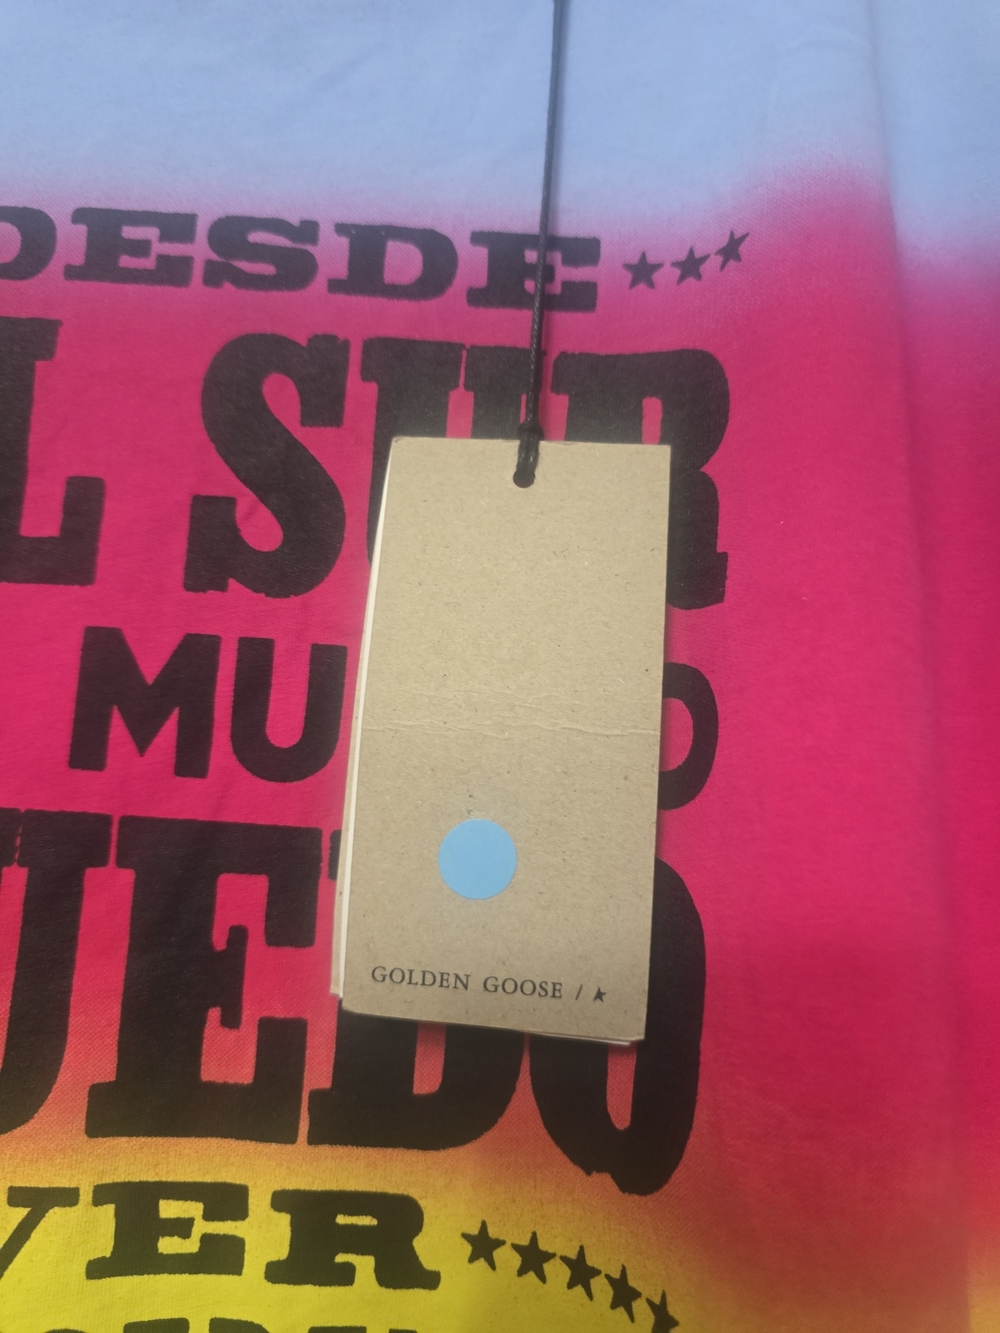 DESDE ★★★
L SUR
MU O
UEDO
VER ★★★★★
GOLDEN GOOSE / ★